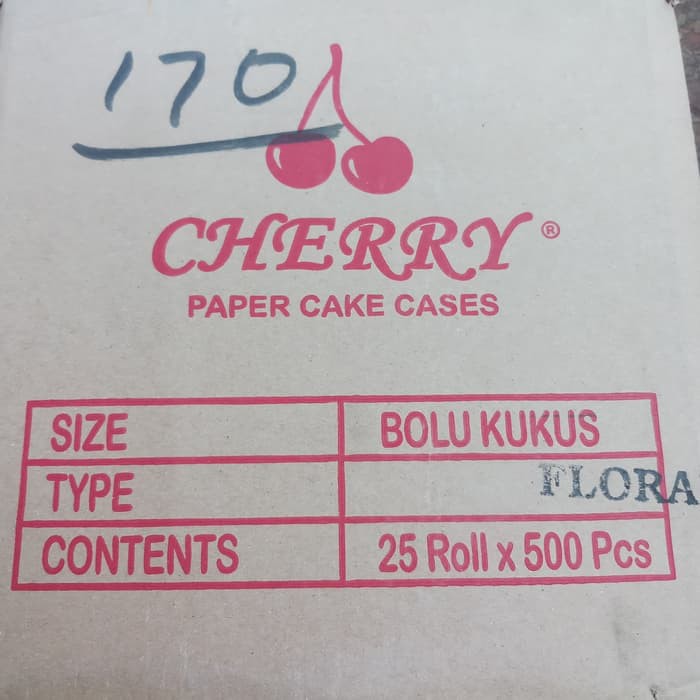 170
CHERRY®
PAPER CAKE CASES
SIZE BOLU KUKUS
TYPE FLORA
CONTENTS 25 Roll x 500 Pcs